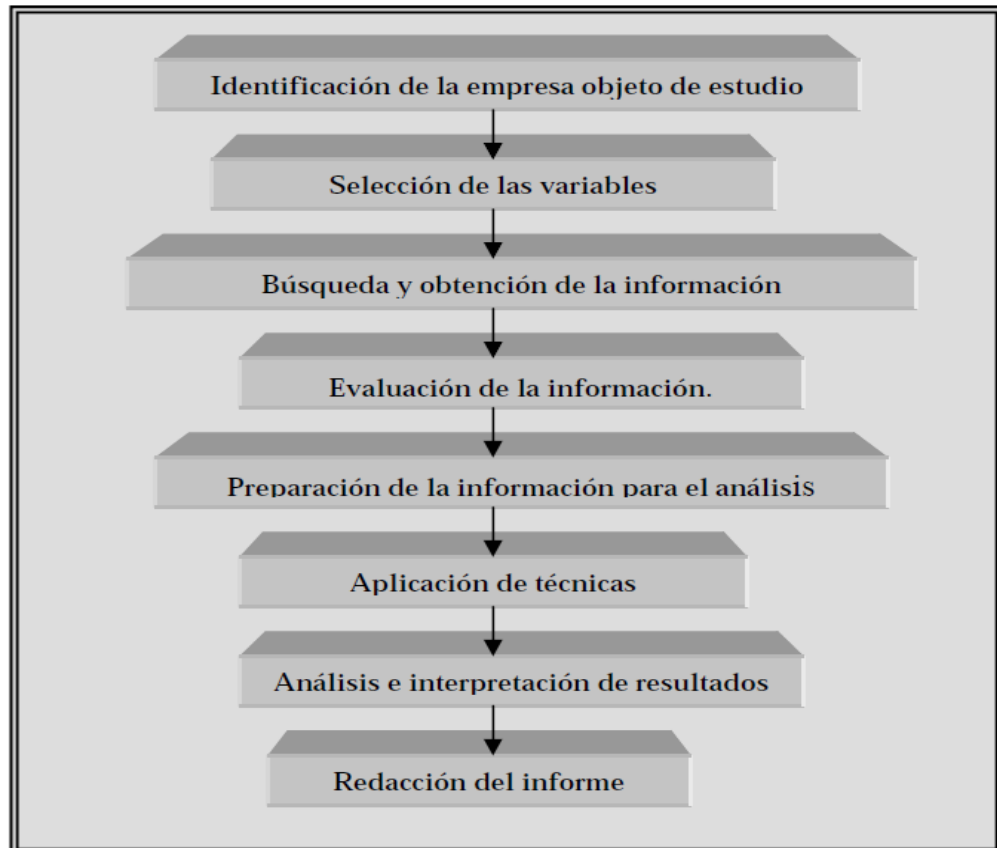 Identificación de la empresa objeto de estudio
Selección de las variables
Búsqueda y obtención de la información
Evaluación de la información.
Preparación de la información para el análisis
Aplicación de técnicas
Análisis e interpretación de resultados
Redacción del informe